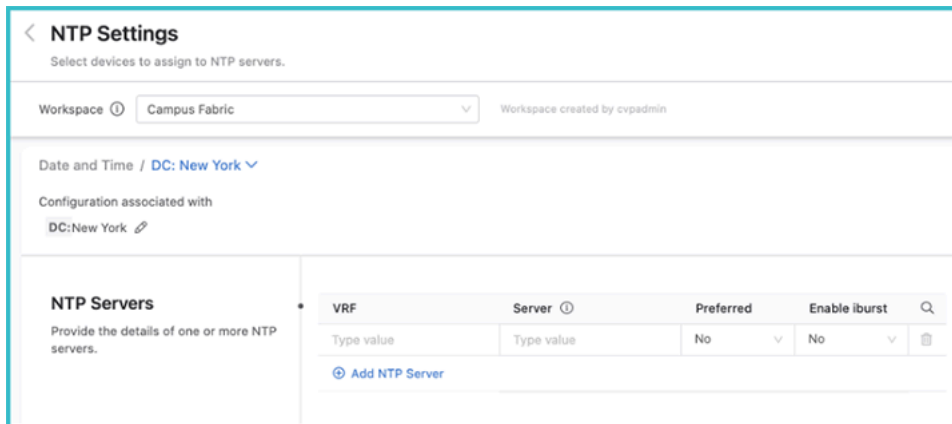 NTP Settings
Select devices to assign to NTP servers.
Workspace Campus Fabric Workspace created by cvpadmin
Date and Time / DC: New York
Configuration associated with
DC:New York
NTP Servers
Provide the details of one or more NTP
servers.
VRF Server Preferred Enable iburst
Type value Type value No No
Add NTP Server